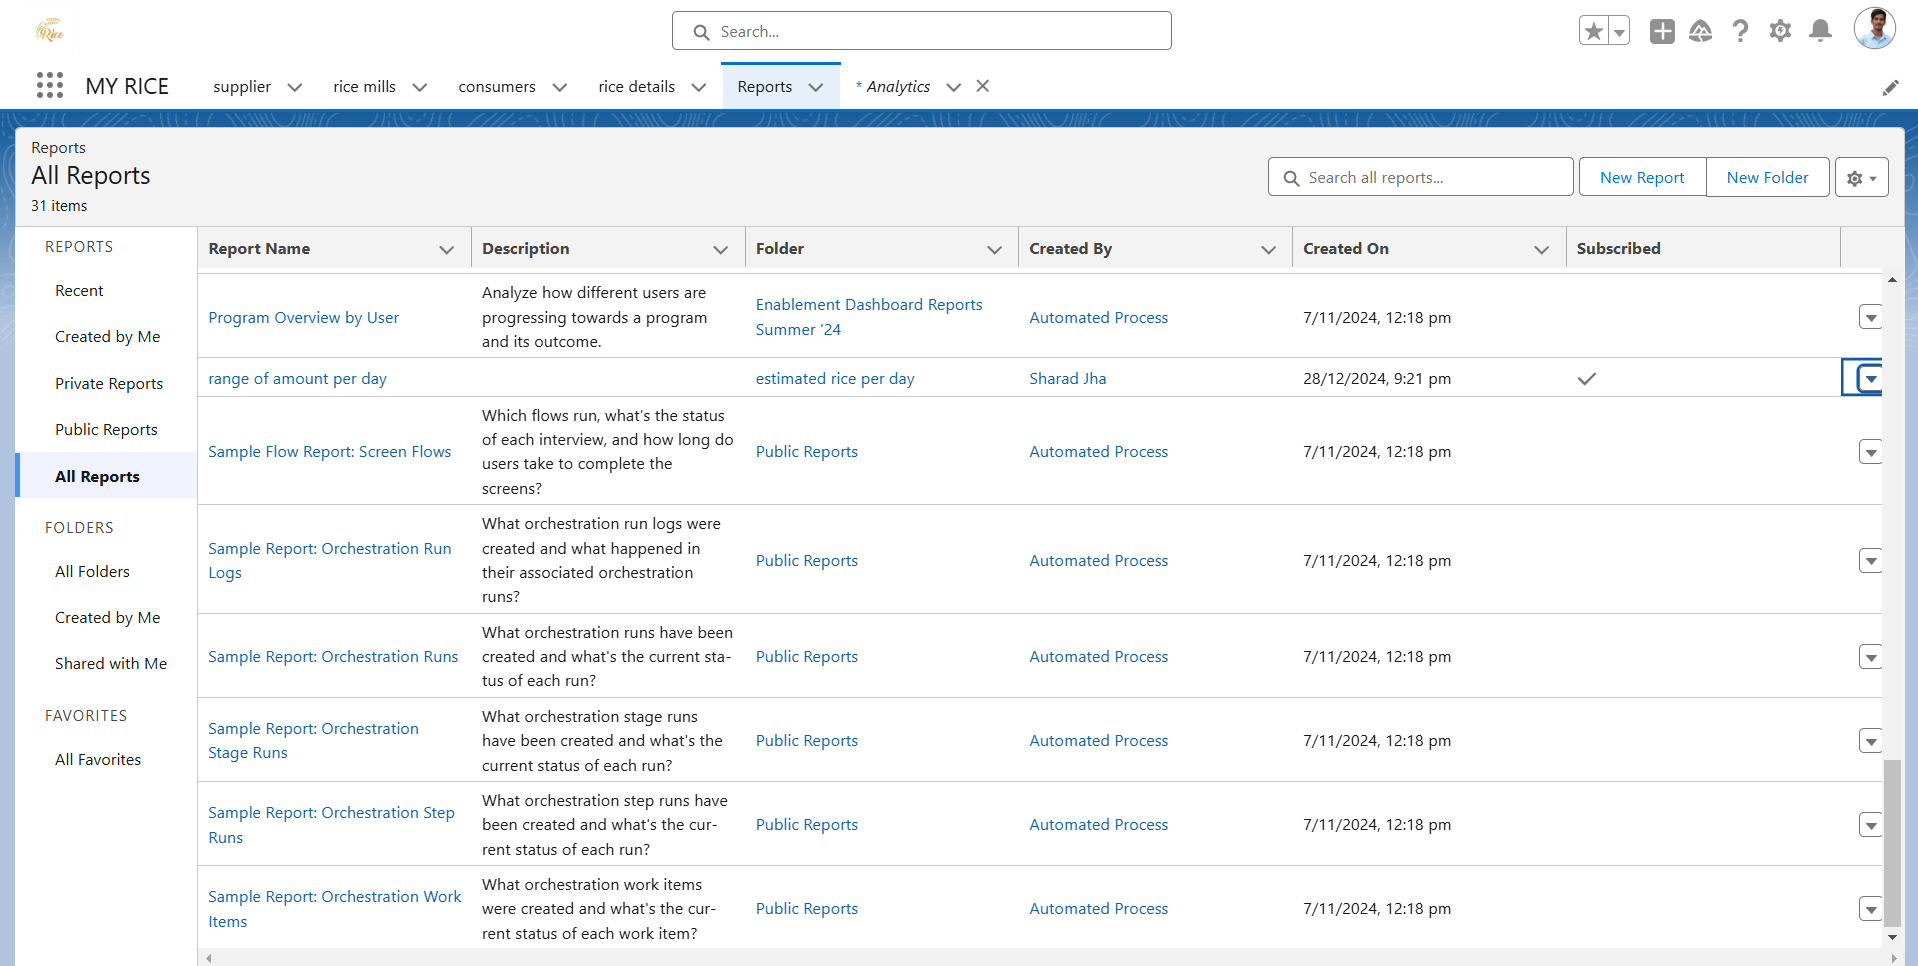 Rice
Search...
MY RICE
supplier
rice mills
consumers
rice details
Reports
* Analytics
Reports
All Reports
31 items
Search all reports...
New Report
New Folder
REPORTS
Recent
Created by Me
Private Reports
Public Reports
All Reports
FOLDERS
All Folders
Created by Me
Shared with Me
FAVORITES
All Favorites
Report Name
Description
Folder
Created By
Created On
Subscribed
Program Overview by User
Analyze how different users are
progressing towards a program
and its outcome.
Enablement Dashboard Reports
Summer '24
Automated Process
7/11/2024, 12:18 pm
range of amount per day
estimated rice per day
Sharad Jha
28/12/2024, 9:21 pm
Sample Flow Report: Screen Flows
Which flows run, what’s the status
of each interview, and how long do
users take to complete the
screens?
Public Reports
Automated Process
7/11/2024, 12:18 pm
Sample Report: Orchestration Run
Logs
What orchestration run logs were
created and what happened in
their associated orchestration
runs?
Public Reports
Automated Process
7/11/2024, 12:18 pm
Sample Report: Orchestration Runs
What orchestration runs have been
created and what's the current sta-
tus of each run?
Public Reports
Automated Process
7/11/2024, 12:18 pm
Sample Report: Orchestration
Stage Runs
What orchestration stage runs
have been created and what's the
current status of each run?
Public Reports
Automated Process
7/11/2024, 12:18 pm
Sample Report: Orchestration Step
Runs
What orchestration step runs have
been created and what's the cur-
rent status of each run?
Public Reports
Automated Process
7/11/2024, 12:18 pm
Sample Report: Orchestration Work
Items
What orchestration work items
were created and what's the cur-
rent status of each work item?
Public Reports
Automated Process
7/11/2024, 12:18 pm